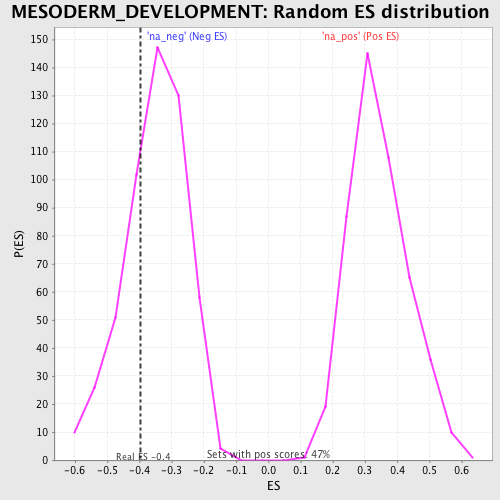 MESODERM_DEVELOPMENT: Random ES distribution
'na_neg' (Neg ES) 'na_pos' (Pos ES)
150
140
130
120
110
100
90
80
70
60
50
40
30
20
10
0
P(ES)
Real ES -0.4 Sets with pos scores: 47%
-0.6 -0.5 -0.4 -0.3 -0.2 -0.1 0.0 0.1 0.2 0.3 0.4 0.5 0.6
ES